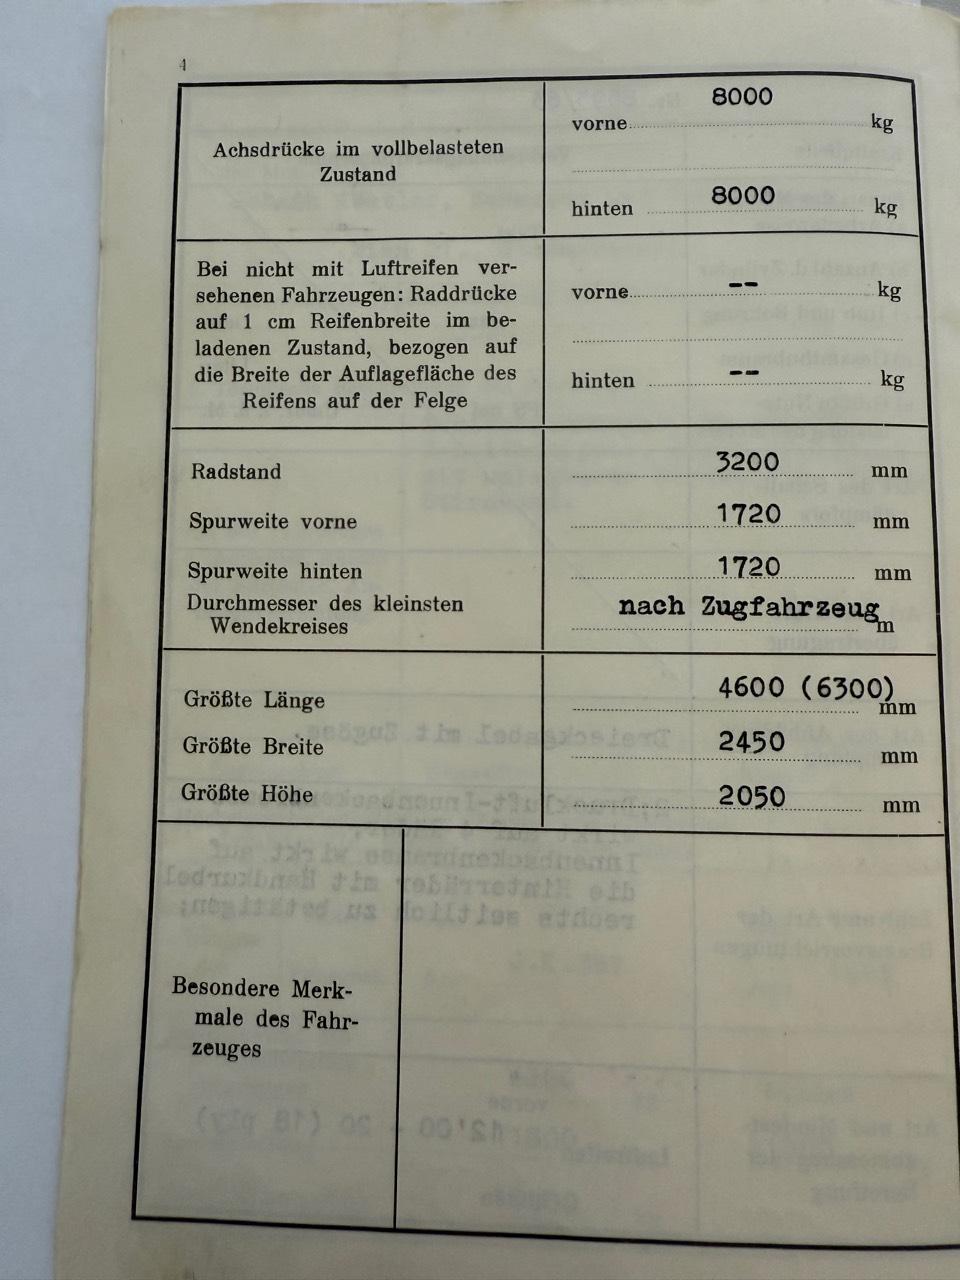 4
Achsdrücke im vollbelasteten
Zustand
8000
vorne kg
8000
hinten kg
Bei nicht mit Luftreifen ver-
sehenen Fahrzeugen: Raddrücke
auf 1 cm Reifenbreite im be-
ladenen Zustand, bezogen auf
die Breite der Auflagefläche des
Reifens auf der Felge
vorne -- kg
hinten -- kg
Radstand 3200 mm
Spurweite vorne 1720 mm
Spurweite hinten 1720 mm
Durchmesser des kleinsten
Wendekreises
nach Zugfahrzeug
m
Größte Länge 4600 (6300) mm
Größte Breite 2450 mm
Größte Höhe 2050 mm
Besondere Merk-
male des Fahr-
zeuges